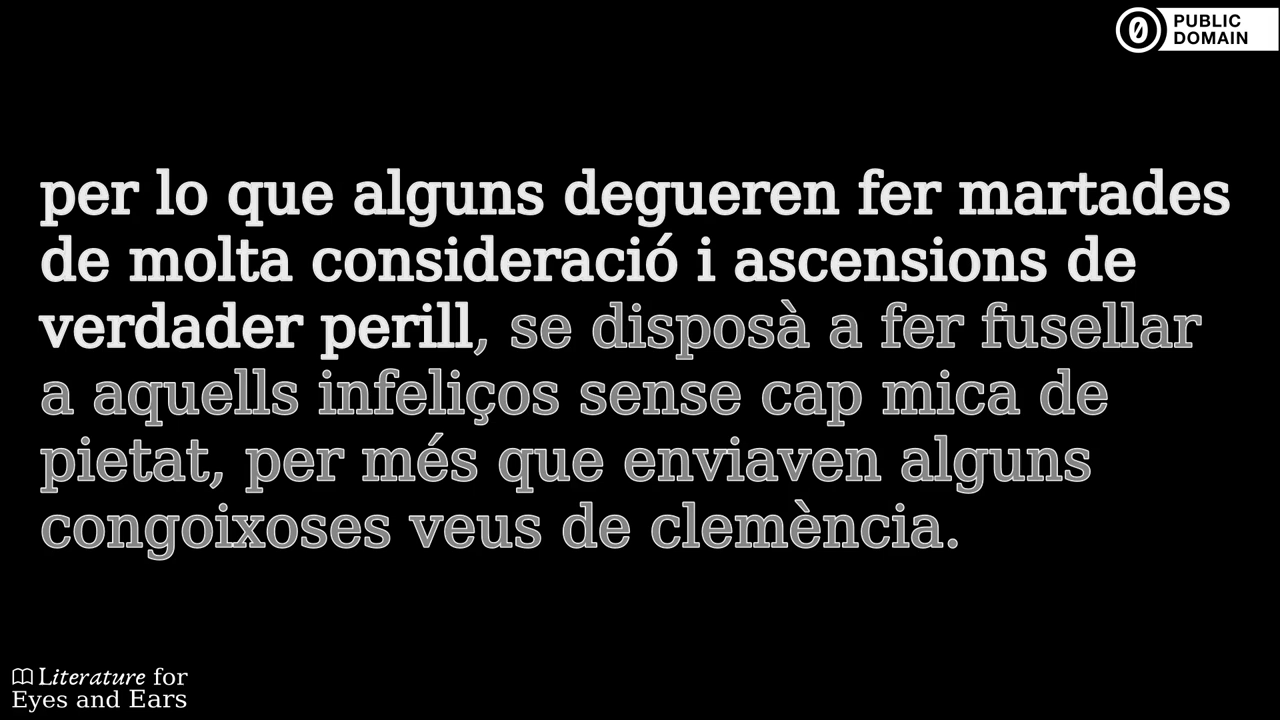 PUBLIC
DOMAIN
per lo que alguns degueren fer martades
de molta consideració i ascensions de
verdader perill, se disposà a fer fusellar
a aquells infeliços sense cap mica de
pietat, per més que enviaven alguns
congoixoses veus de clemència.
Literature for
Eyes and Ears